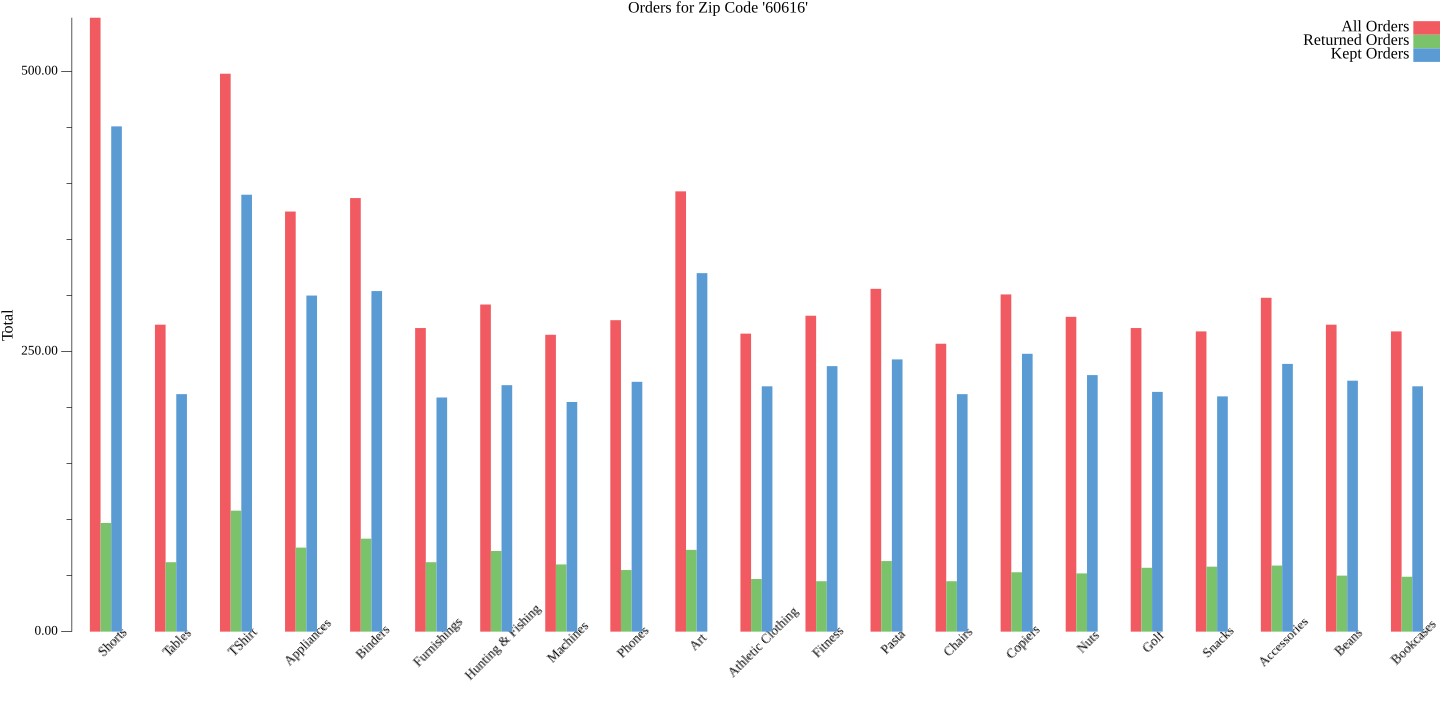 Orders for Zip Code '60616'
All Orders
Returned Orders
Kept Orders
500.00
250.00
0.00
Total
Shorts
Tables
TShirt
Appliances
Binders
Furnishings
Hunting & Fishing
Machines
Phones
Art
Athletic Clothing
Fitness
Pasta
Chairs
Copiers
Nuts
Golf
Snacks
Accessories
Beans
Bookcases